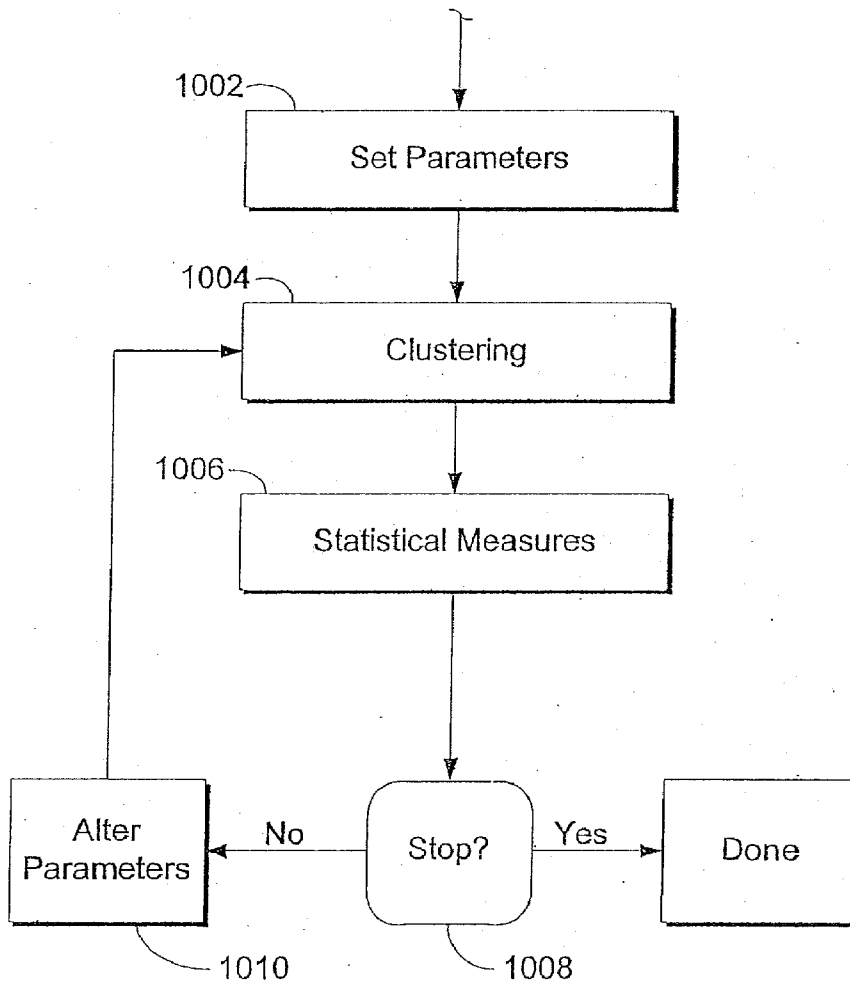 1002
Set Parameters
1004
Clustering
1006
Statistical Measures
Alter
Parameters
No
Stop?
Yes
Done
1010
1008